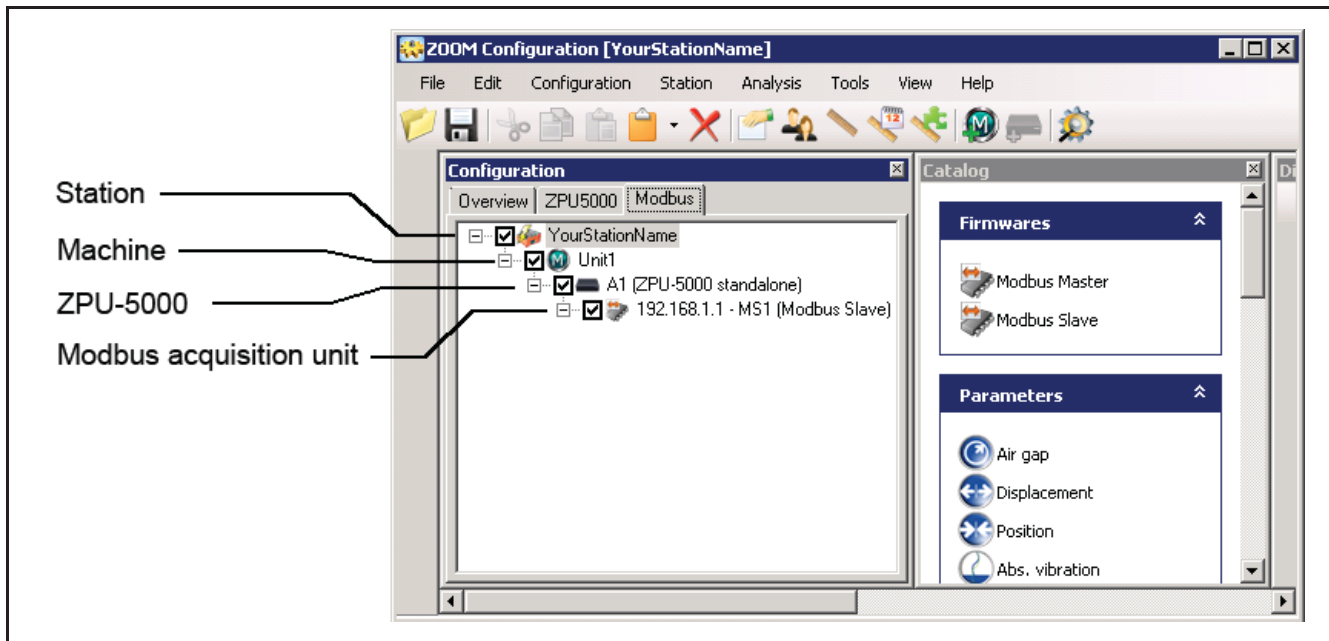 ZOOM Configuration [YourStationName]
File Edit Configuration Station Analysis Tools View Help
12 M
Configuration
Catalog
Di
Overview ZPU5000 Modbus
Station
YourStationName
Machine
M Unit1
ZPU-5000
A1 (ZPU-5000 standalone)
Modbus acquisition unit
192.168.1.1 - MS1 (Modbus Slave)
Firmwares
Modbus Master
Modbus Slave
Parameters
Air gap
Displacement
Position
Abs. vibration